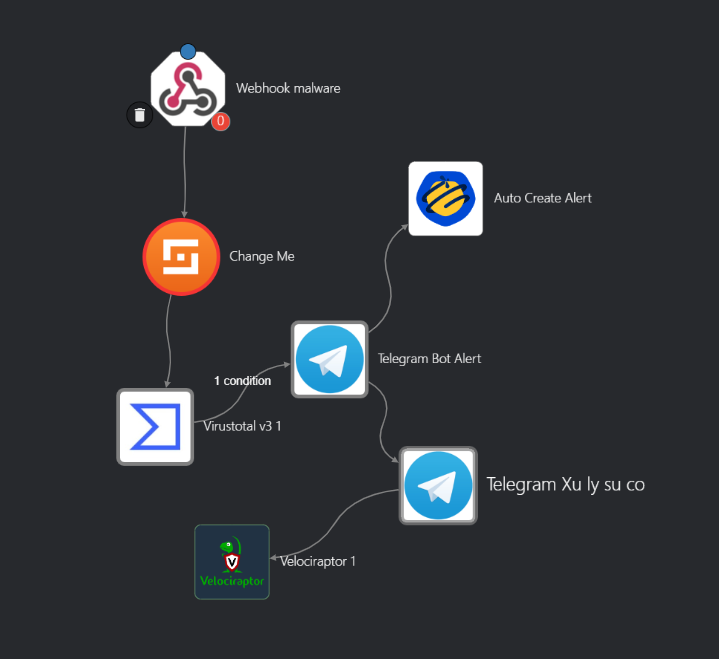 Webhook malware
0
Auto Create Alert
Change Me
Telegram Bot Alert
1 condition
Virustotal v3 1
Telegram Xu ly su co
Velociraptor 1
V
Velociraptor